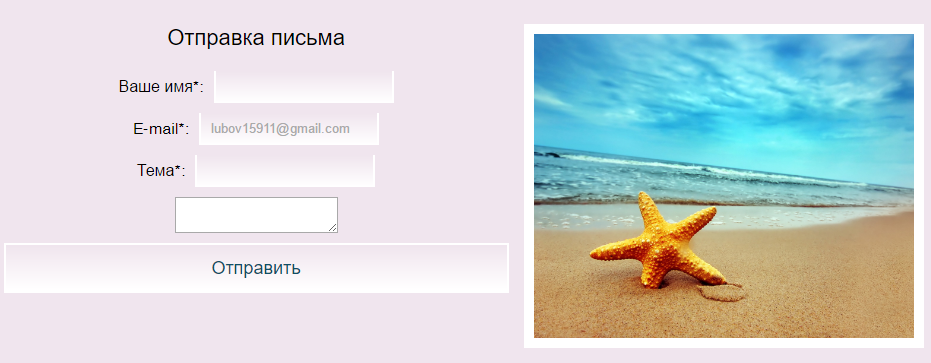 Отправка письма
Ваше имя*:
E-mail*: lubov15911@gmail.com
Тема*:
Отправить